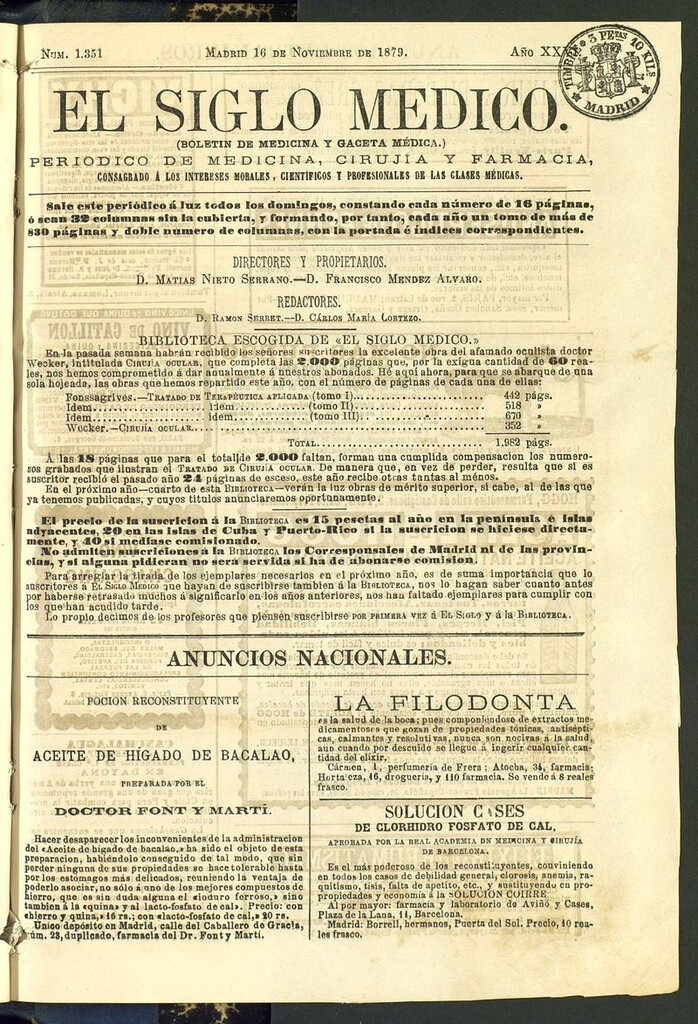 NUM. 1.351
MADRID 16 DE NOVIEMBRE DE 1879.
AÑO
TIMBRE 3 PETAS 10 KILS
MADRID
EL SIGLO MEDICO.
(BOLETIN DE MEDICINA Y GACETA MÉDICA.)
PERIODICO DE MEDICINA, CIRUJÍA Y FARMACIA,
CONSAGRADO Á LOS INTERESES MORALES, CIENTÍFICOS Y PROFESIONALES DE LAS CLASES MÉDICAS.
Sale este periódico á luz todos los domingos, constando cada número de 16 páginas,
ó sean 32 columnas sin la cubierta, y formando, por tanto, cada año un tomo de más de
830 páginas y doble numero de columnas, con la portada é índices correspondientes.
DIRECTORES Y PROPIETARIOS.
D. MATIAS NIETO SERRANO.—D. FRANCISCO MENDEZ ALVARO.
REDACTORES.
D. RAMON SERRET.—D. CÁRLOS MARÍA CORTEZO.
BIBLIOTECA ESCOGIDA DE «EL SIGLO MEDICO.»
En la pasada semana habrán recibido los señores suscritores la excelente obra del afamado oculista doctor
Wecker, intitulada CIRUJÍA OCULAR, que completa las 2.000 páginas que, por la exígua cantidad de 60 rea-
les, nos hemos comprometido á dar anualmente á nuestros abonados. Hé aquí ahora, para que se abarque de una
sola hojeada, las obras que hemos repartido este año, con el número de páginas de cada una de ellas:
Fonssagrives.—TRATADO DE TERAPÉUTICA APLICADA (tomo I)........ 442 págs.
Idem........ Idem........ (tomo II)........ 518 »
Idem........ Idem........ (tomo III)........ 670 »
Wecker.—CIRUJÍA OCULAR........ 352 »
TOTAL........ 1.982 págs.
Á las 18 páginas que para el total de 2.000 faltan, forman una cumplida compensacion los numero-
sos grabados que ilustran el TRATADO DE CIRUJÍA OCULAR. De manera que, en vez de perder, resulta que si es
suscritor recibió el pasado año 24 páginas de esceso, este año recibe otras tantas al ménos.
En el próximo año—cuarto de esta BIBLIOTECA—verán la luz obras de mérito superior, si cabe, al de las que
ya tenemos publicadas, y cuyos títulos anunciaremos oportunamente.
El precio de la suscricion á la BIBLIOTECA es 15 pesetas al año en la península é islas
adyacentes, 20 en las islas de Cuba y Puerto-Rico si la suscricion se hiciese directa-
mente, y 40 si mediase comisionado.
No admiten suscriciones á la BIBLIOTECA los Corresponsales de Madrid ni de las provin-
cias, y si alguna pidieran no será servida si ha de abonarse comision.
Para arreglar la tirada de los ejemplares necesarios en el próximo año, es de suma importancia que lo
suscritores á EL SIGLO MÉDICO que hayan de suscribirse tambien á la BIBLIOTECA, nos lo hagan saber cuanto antes
por haberse retrasado muchos á significarlo en los años anteriores, nos han faltado ejemplares para cumplir con
los que han acudido tarde.
Lo propio decimos de los profesores que piensen suscribirse POR PRIMERA VEZ á EL SIGLO y á la BIBLIOTECA.
ANUNCIOS NACIONALES.
POCION RECONSTITUYENTE
DE
ACEITE DE HÍGADO DE BACALAO,
PREPARADA POR EL
DOCTOR FONT Y MARTÍ.
Hacer desaparecer los inconvenientes de la administracion
del «Aceite de hígado de bacalao,» ha sido el objeto de esta
preparacion, habiéndolo conseguido de tal modo, que sin
perder ninguna de sus propiedades se hace tolerable hasta
por los estómagos más delicados, reuniendo la ventaja de
poderlo asociar, no sólo á uno de los mejores compuestos de
hierro, que es sin duda alguna el «ioduro ferroso,» sino
tambien á la «quina» y al «lacto-fosfato de cal». Precio: con
«hierro y quina,» 16 rs.; con «lacto-fosfato de cal,» 20 rs.
Unico depósito en Madrid, calle del Caballero de Gracia,
núm. 23, duplicado, farmacia del Dr. Font y Martí.
LA FILODONTA
es la salud de la boca; pues componiéndose de extractos me-
dicamentosos que gozan de propiedades tónicas, antisépti-
cas, calmantes y resolutivas, nunca son nocivas á la salud
aun cuando por descuido se llegue á ingerir cualquier can-
tidad del elixir.
Cármen, 1, perfumería de Frera; Atocha, 34, farmacia;
Hortaleza, 46, droguería, y 110 farmacia. Se vende á 8 reales
frasco.
SOLUCION CASES
DE CLORHIDRO FOSFATO DE CAL,
APROBADA POR LA REAL ACADEMIA DE MEDICINA Y CIRUJÍA
DE BARCELONA.
Es el más poderoso de los reconstituyentes, conviniendo
en todos los casos de debilidad general, clorosis, anemia, ra-
quitismo, tísis, falta de apetito, etc., y sustituyendo en pro-
piedades y economía á la SOLUCION COIRRE.
Al por mayor: farmacia y laboratorio de Aviñó y Cases,
Plaza de la Lana, 11, Barcelona.
Madrid: Borrell, hermanos, Puerta del Sol. Precio, 10 rea-
les frasco.